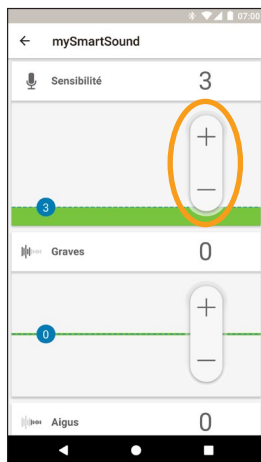 07:00
mySmartSound
Sensibilité 3
+
3
—
Graves 0
+
0
—
Aigus 0